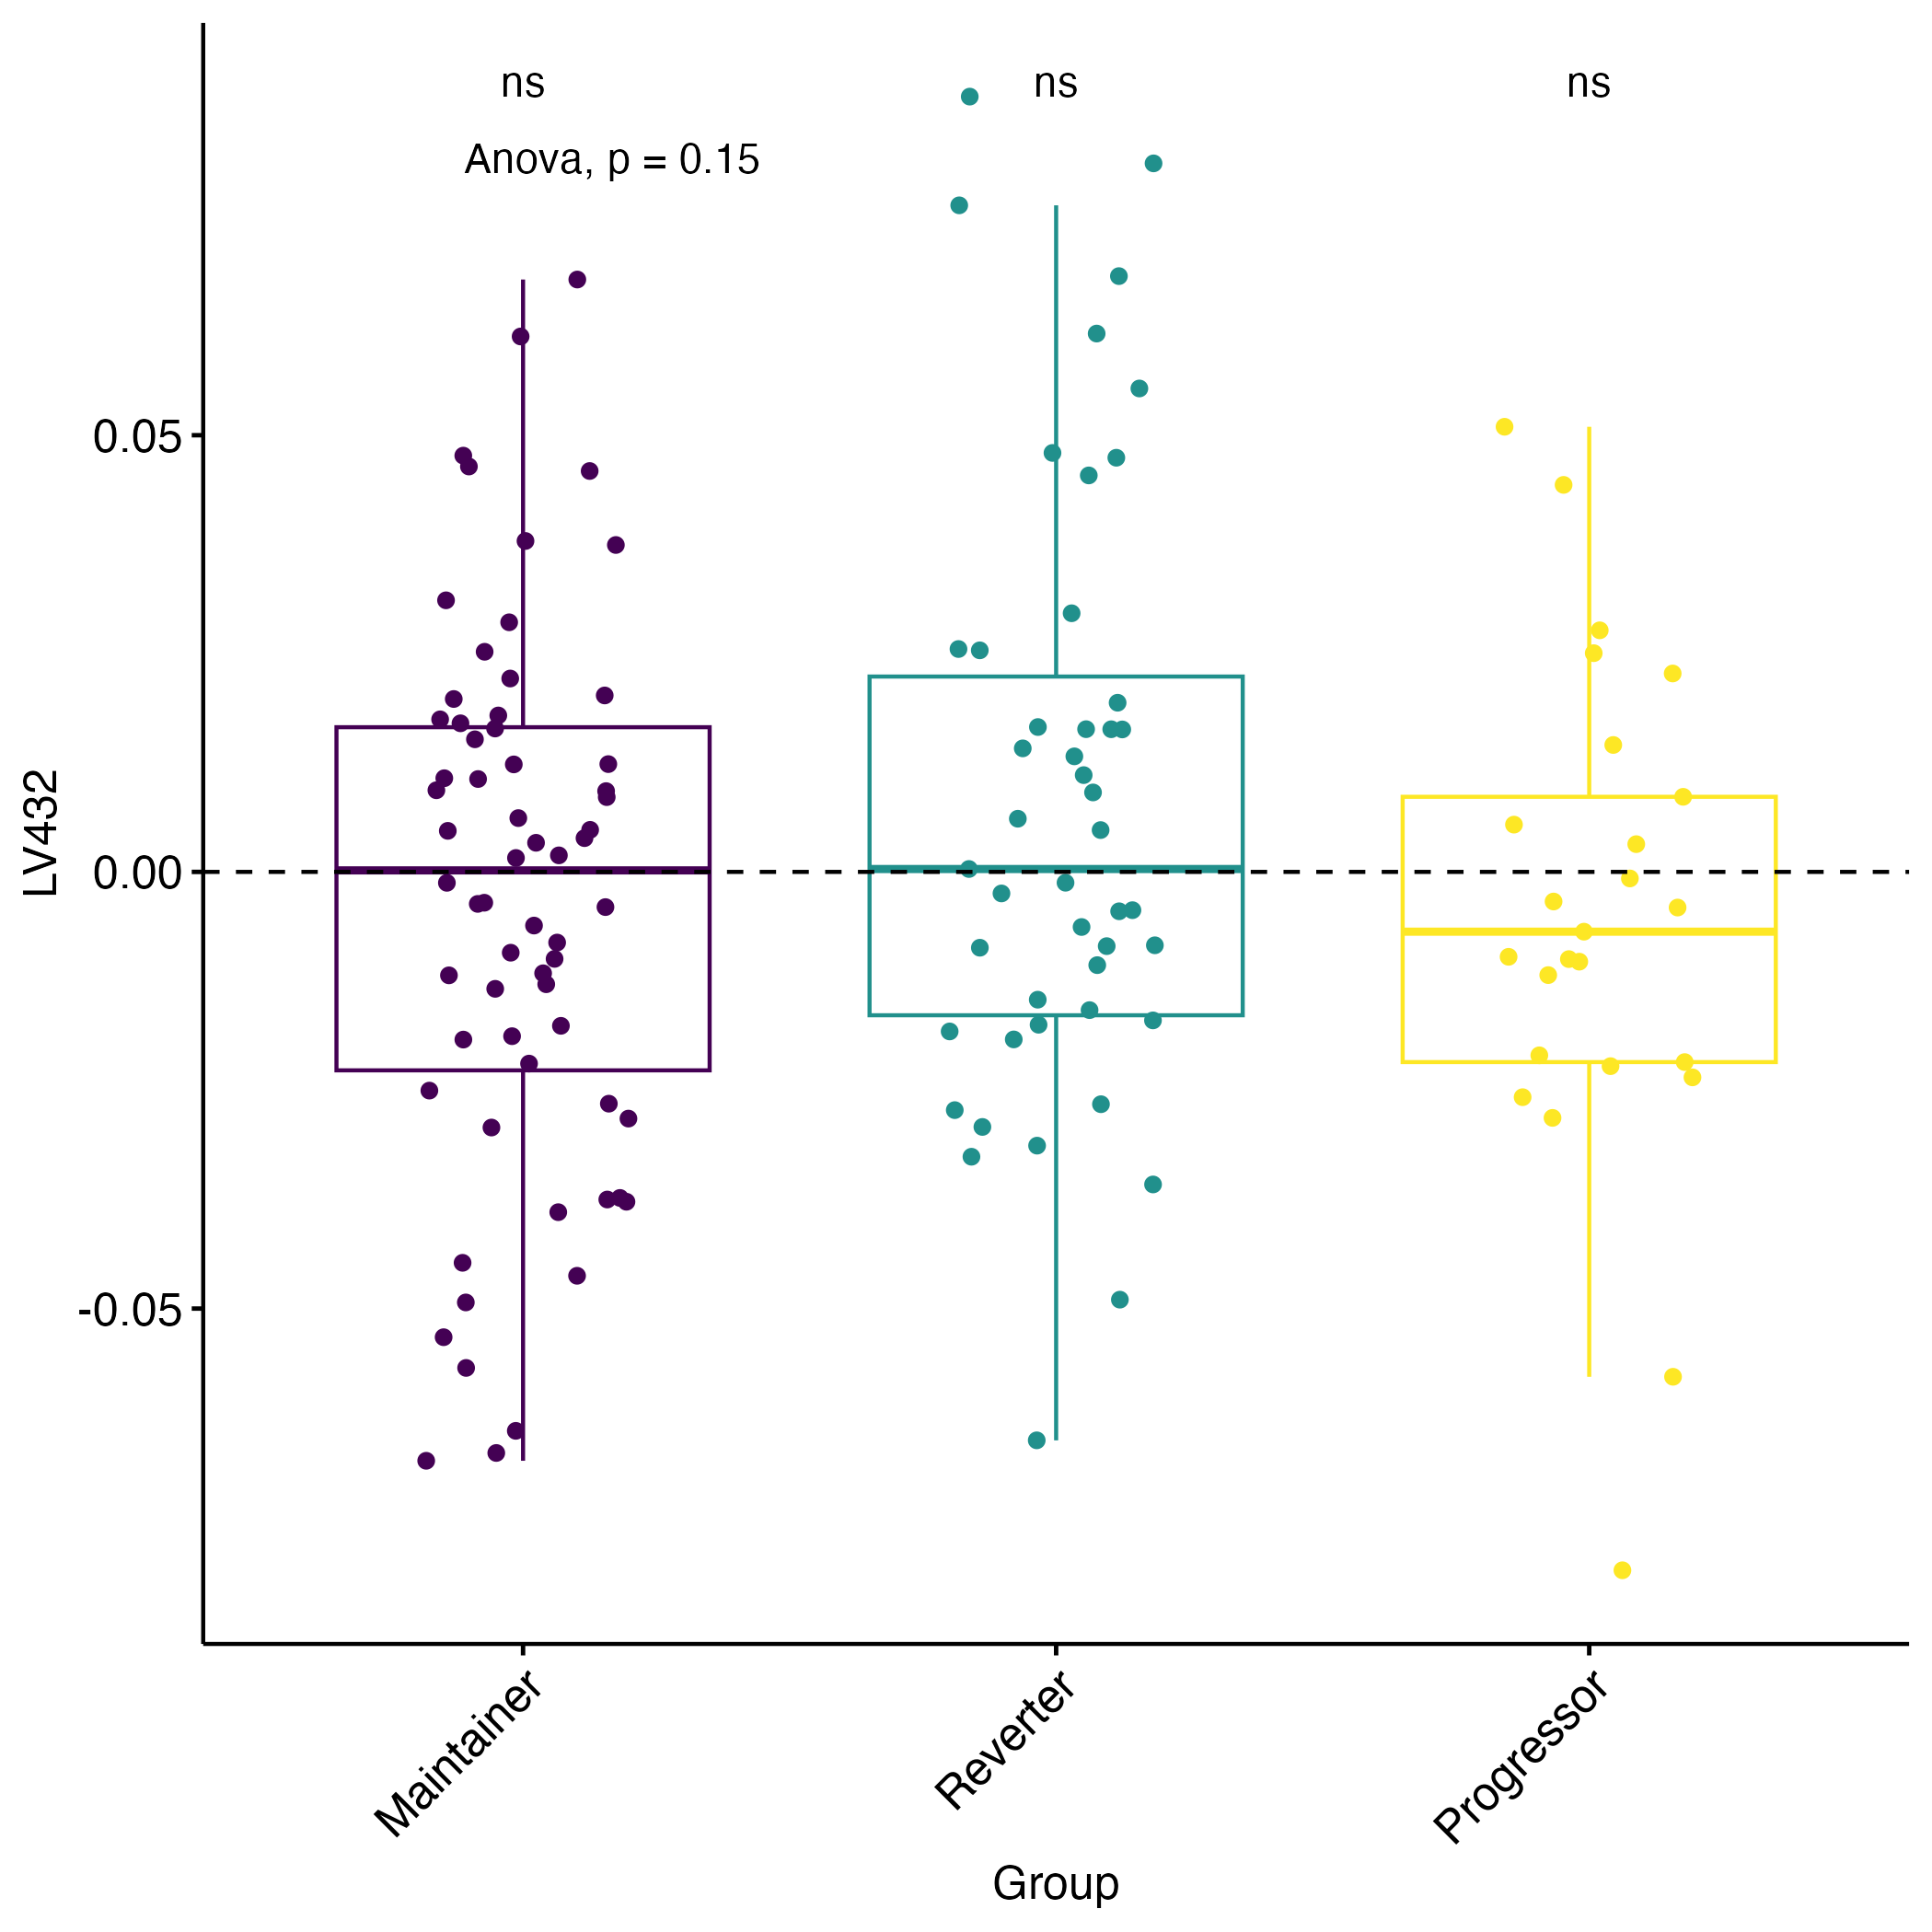 ns ns ns
Anova, p = 0.15
0.05
0.00
-0.05
LV432
Maintainer Reverter Progressor
Group